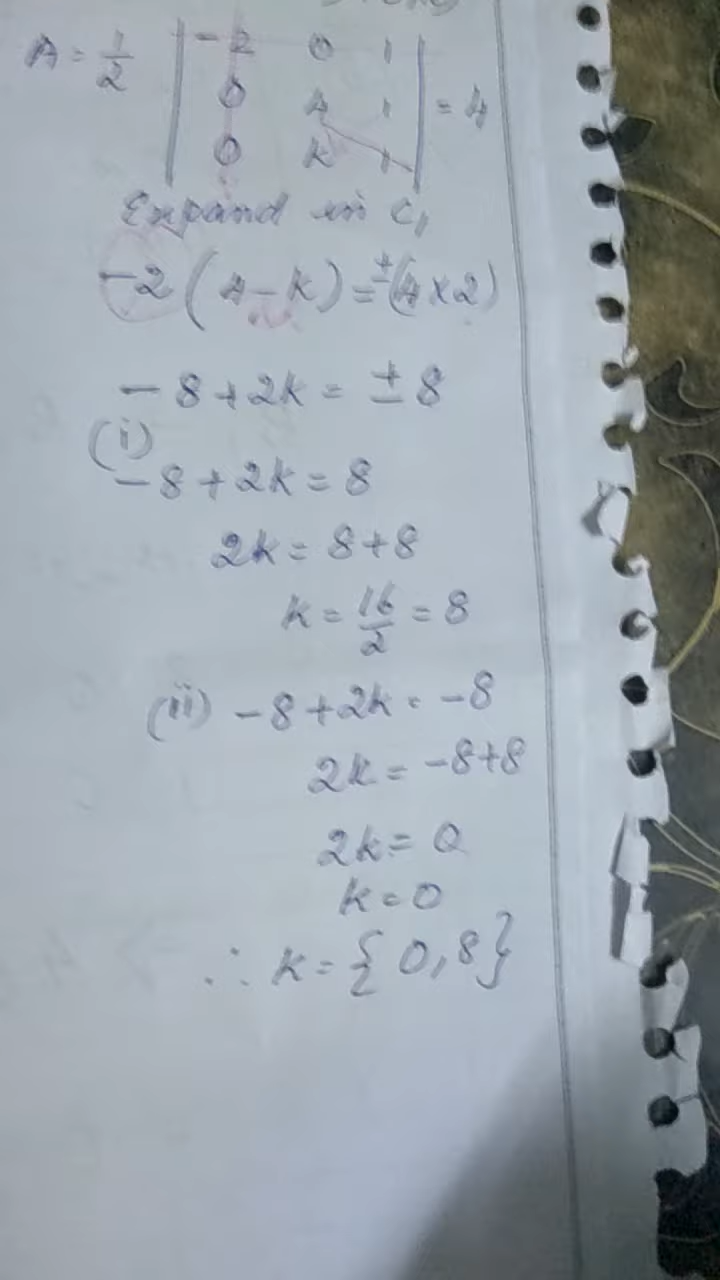 A = 1/2 | -2 0 1 |
| 0 4 1 | = 4
| 0 k 1 |
Expand in C₁
-2 (4 - k) = ±(4 × 2)
-8 + 2k = ±8
(i)
-8 + 2k = 8
2k = 8 + 8
k = 16/2 = 8
(ii) -8 + 2k = -8
2k = -8 + 8
2k = 0
k = 0
∴ k = {0, 8}